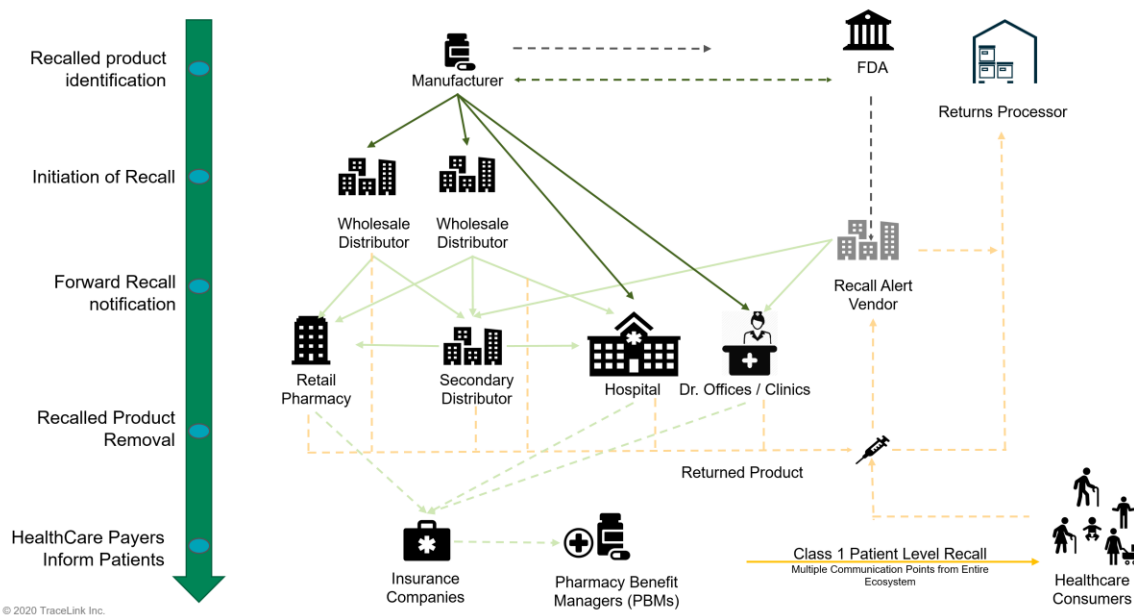 Recalled product
identification
Manufacturer
FDA
Returns Processor
Initiation of Recall
Wholesale
Distributor
Wholesale
Distributor
Forward Recall
notification
Recall Alert
Vendor
Retail
Pharmacy
Secondary
Distributor
Hospital
Dr. Offices / Clinics
Recalled Product
Removal
Returned Product
HealthCare Payers
Inform Patients
Insurance
Companies
Pharmacy Benefit
Managers (PBMs)
Class 1 Patient Level Recall
Multiple Communication Points from Entire
Ecosystem
Healthcare
Consumers
© 2020 TraceLink Inc.